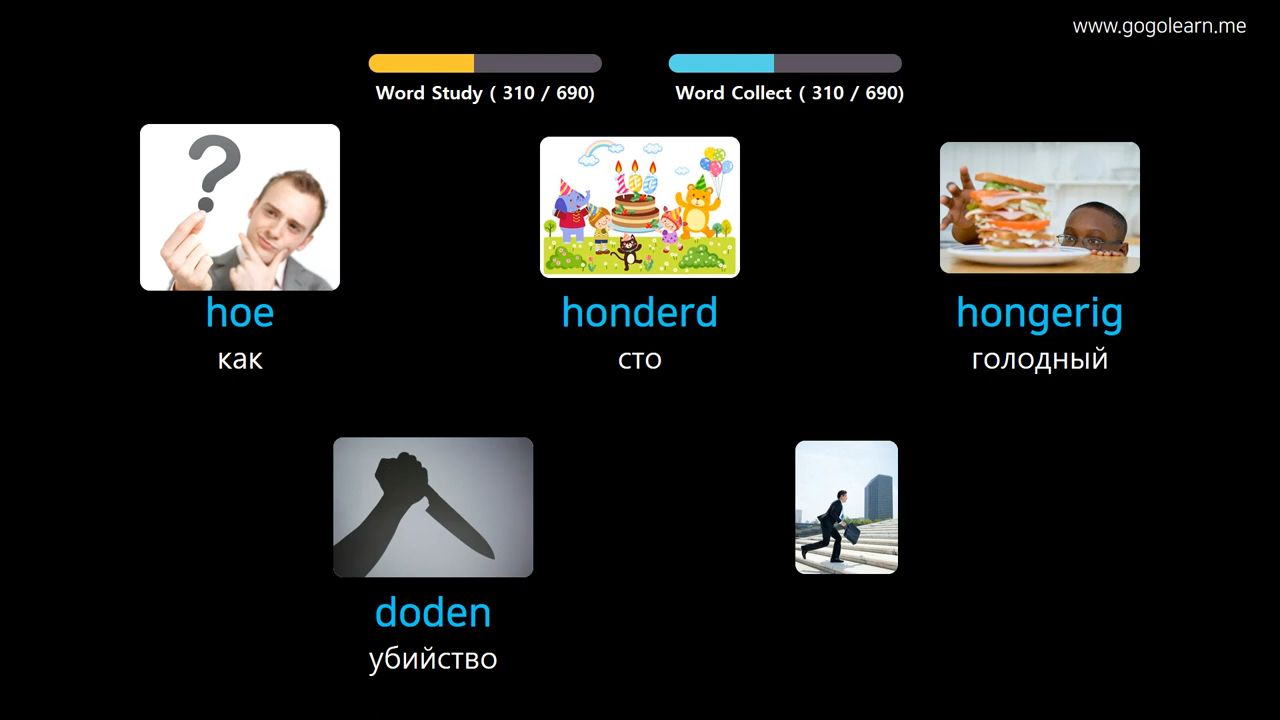 www.gogolearn.me
Word Study ( 310 / 690)
Word Collect ( 310 / 690)
100
hoe
как
honderd
сто
hongerig
голодный
doden
убийство